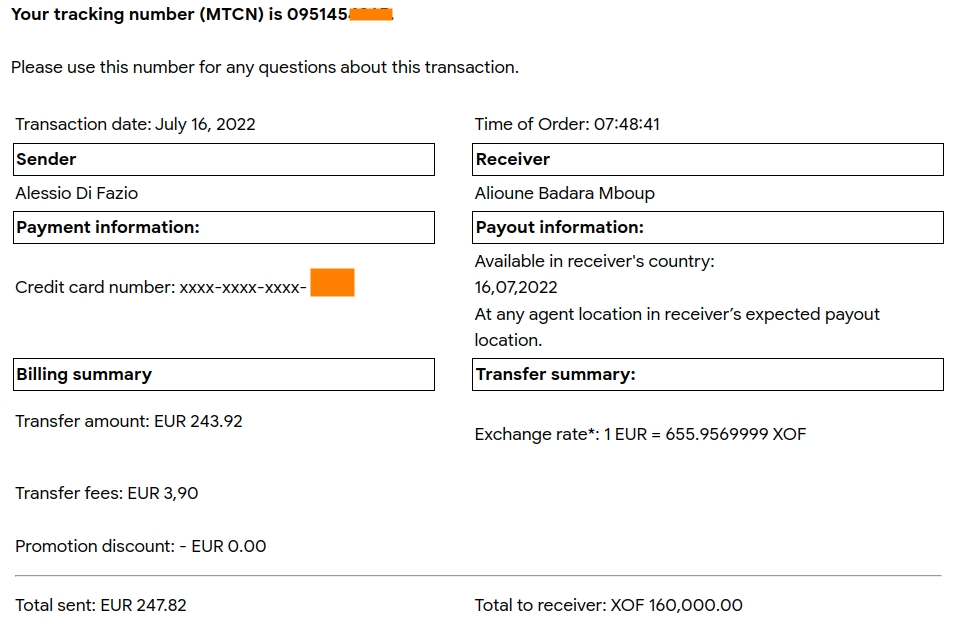 Your tracking number (MTCN) is 095145
Please use this number for any questions about this transaction.
Transaction date: July 16, 2022
Time of Order: 07:48:41
Sender
Receiver
Alessio Di Fazio
Alioune Badara Mboup
Payment information:
Payout information:
Credit card number: xxxx-xxxx-xxxx-
Available in receiver's country:
16,07,2022
At any agent location in receiver’s expected payout
location.
Billing summary
Transfer summary:
Transfer amount: EUR 243.92
Exchange rate*: 1 EUR = 655.9569999 XOF
Transfer fees: EUR 3,90
Promotion discount: - EUR 0.00
Total sent: EUR 247.82
Total to receiver: XOF 160,000.00